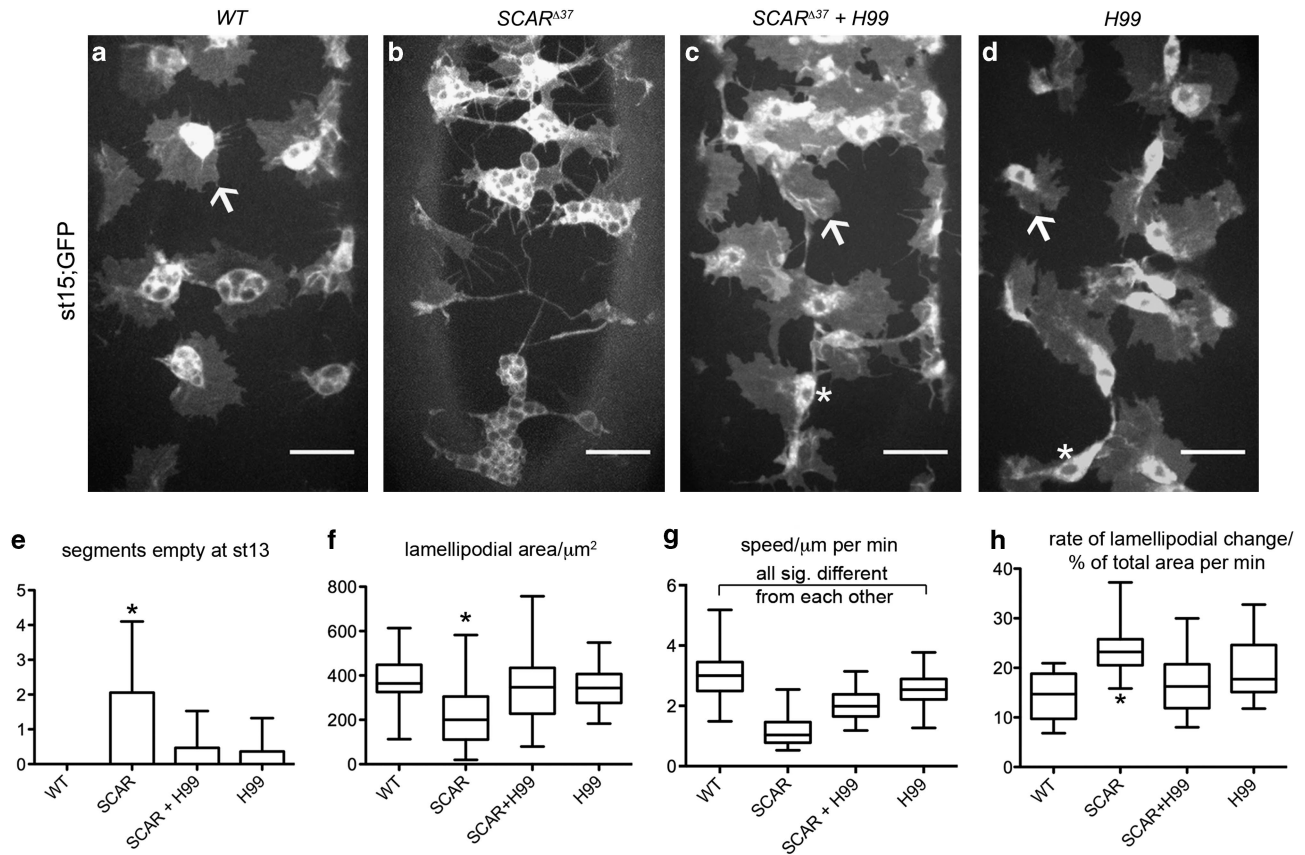 WT
SCAR^Δ37
SCAR^Δ37 + H99
H99
a
b
c
d
st15;GFP
*
*
e
segments empty at st13
5
4
3
2
1
0
*
WT
SCAR
SCAR + H99
H99
f
lamellipodial area/µm²
800
600
400
200
0
*
WT
SCAR
SCAR+H99
H99
g
speed/µm per min
all sig. different
from each other
6
4
2
0
WT
SCAR
SCAR + H99
H99
h
rate of lamellipodial change/
% of total area per min
40
30
20
10
0
*
WT
SCAR
SCAR+H99
H99